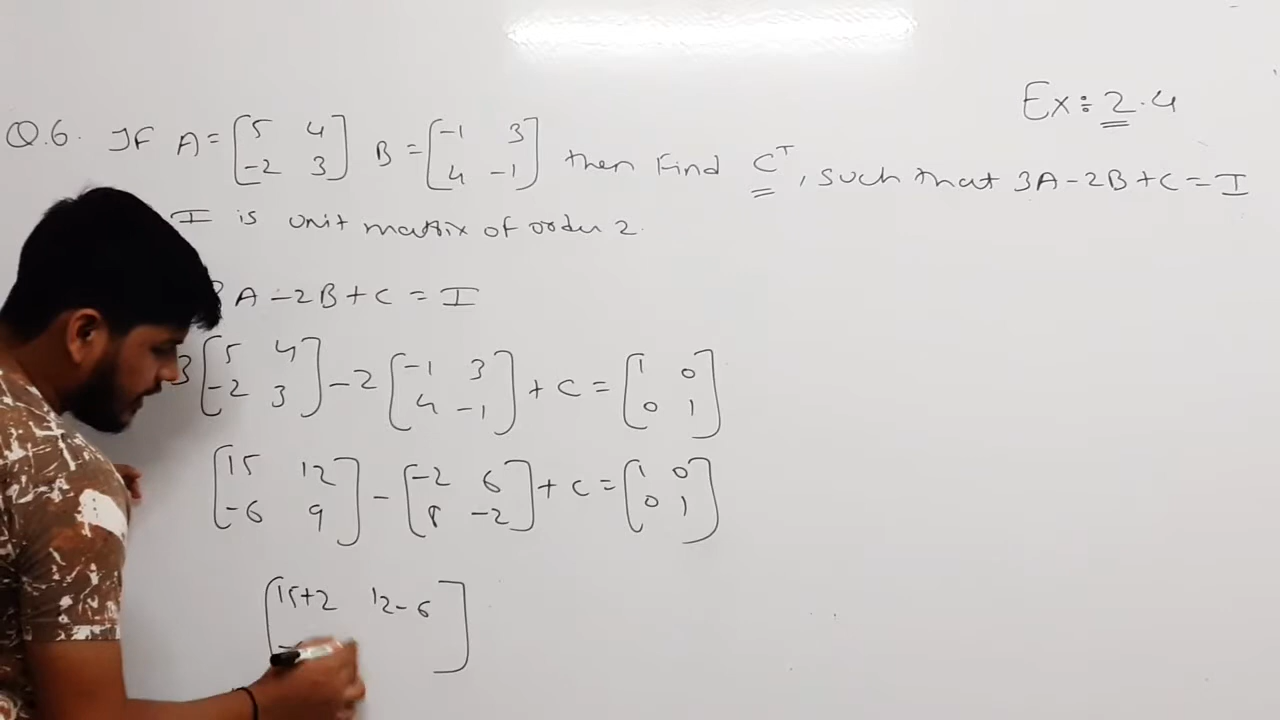 Ex: 2.4
Q.6. If A = [5 4] B = [-1 3] then Find Cᵀ, such that 3A - 2B + C = I
[-2 3] [4 -1]
I is unit matrix of order 2.
A - 2B + C = I
3 [5 4] - 2 [-1 3] + C = [1 0]
[-2 3] [4 -1] [0 1]
[15 12] - [-2 6] + C = [1 0]
[-6 9] [8 -2] [0 1]
[15+2 12-6]